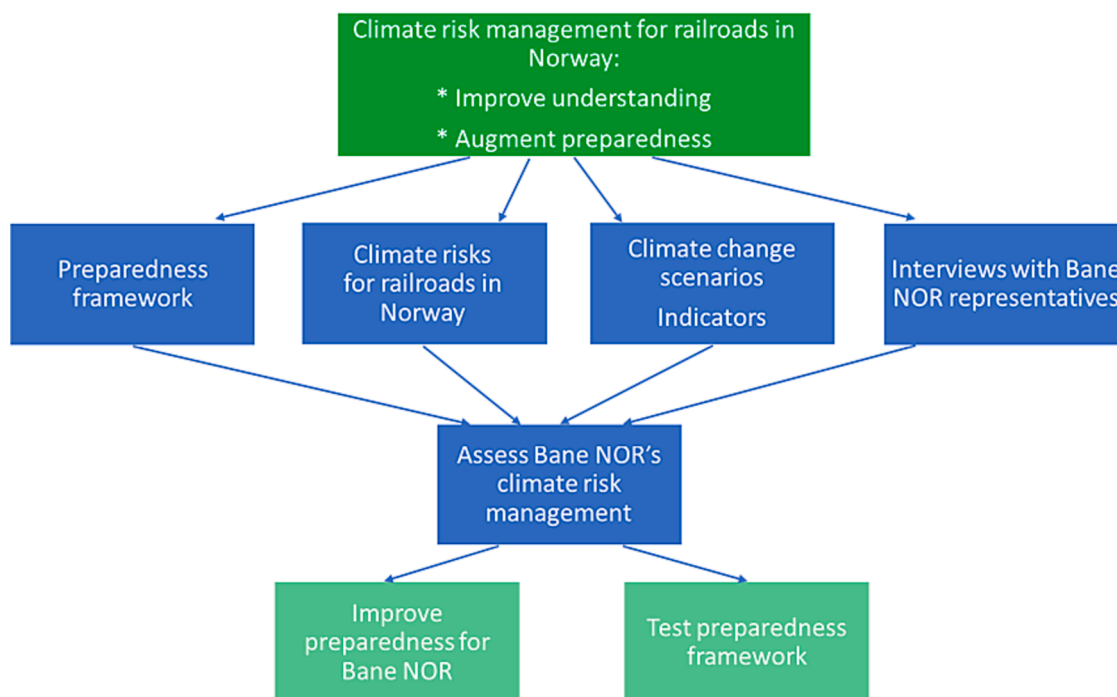 Climate risk management for railroads in
Norway:
* Improve understanding
* Augment preparedness
Preparedness
framework
Climate risks
for railroads in
Norway
Climate change
scenarios
Indicators
Interviews with Bane
NOR representatives
Assess Bane NOR's
climate risk
management
Improve
preparedness for
Bane NOR
Test preparedness
framework